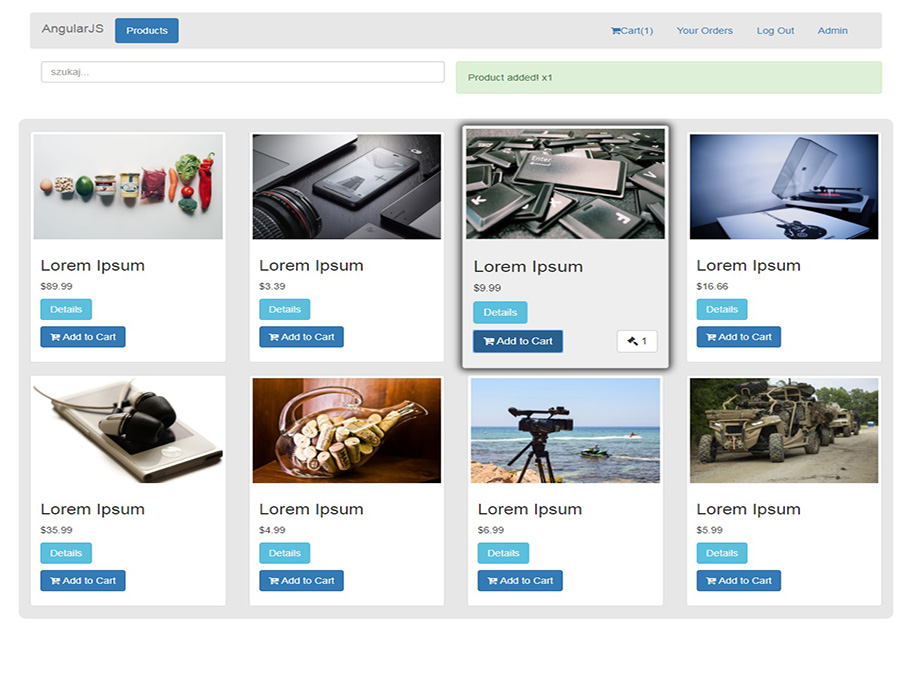 AngularJS Products Cart(1) Your Orders Log Out Admin
szukaj...
Product added! x1
Enter
K
V
Lorem Ipsum
$89.99
Details
Add to Cart
Lorem Ipsum
$3.39
Details
Add to Cart
Lorem Ipsum
$9.99
Details
Add to Cart
1
Lorem Ipsum
$16.66
Details
Add to Cart
Lorem Ipsum
$35.99
Details
Add to Cart
Lorem Ipsum
$4.99
Details
Add to Cart
Lorem Ipsum
$6.99
Details
Add to Cart
Lorem Ipsum
$5.99
Details
Add to Cart